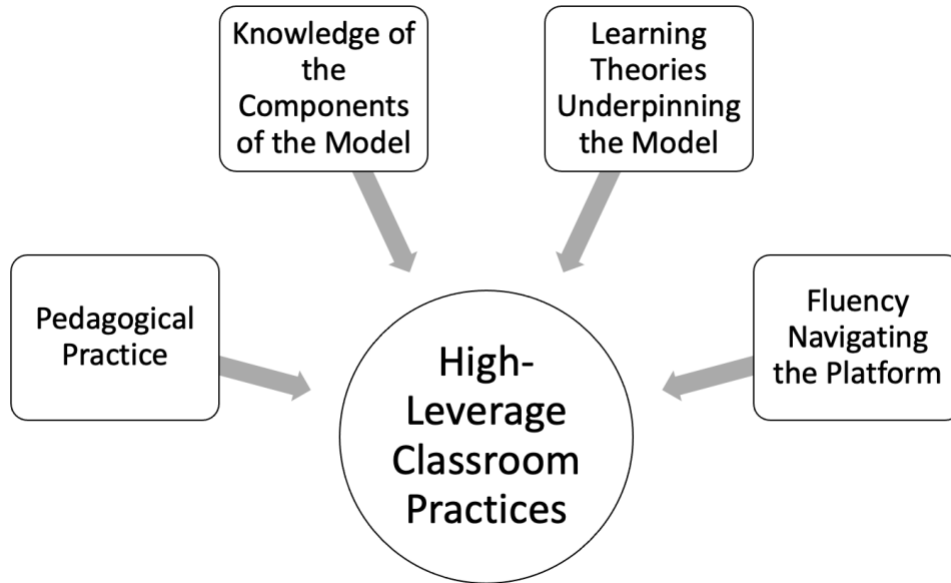 Knowledge of
the
Components
of the Model
Learning
Theories
Underpinning
the Model
Pedagogical
Practice
Fluency
Navigating
the Platform
High-
Leverage
Classroom
Practices